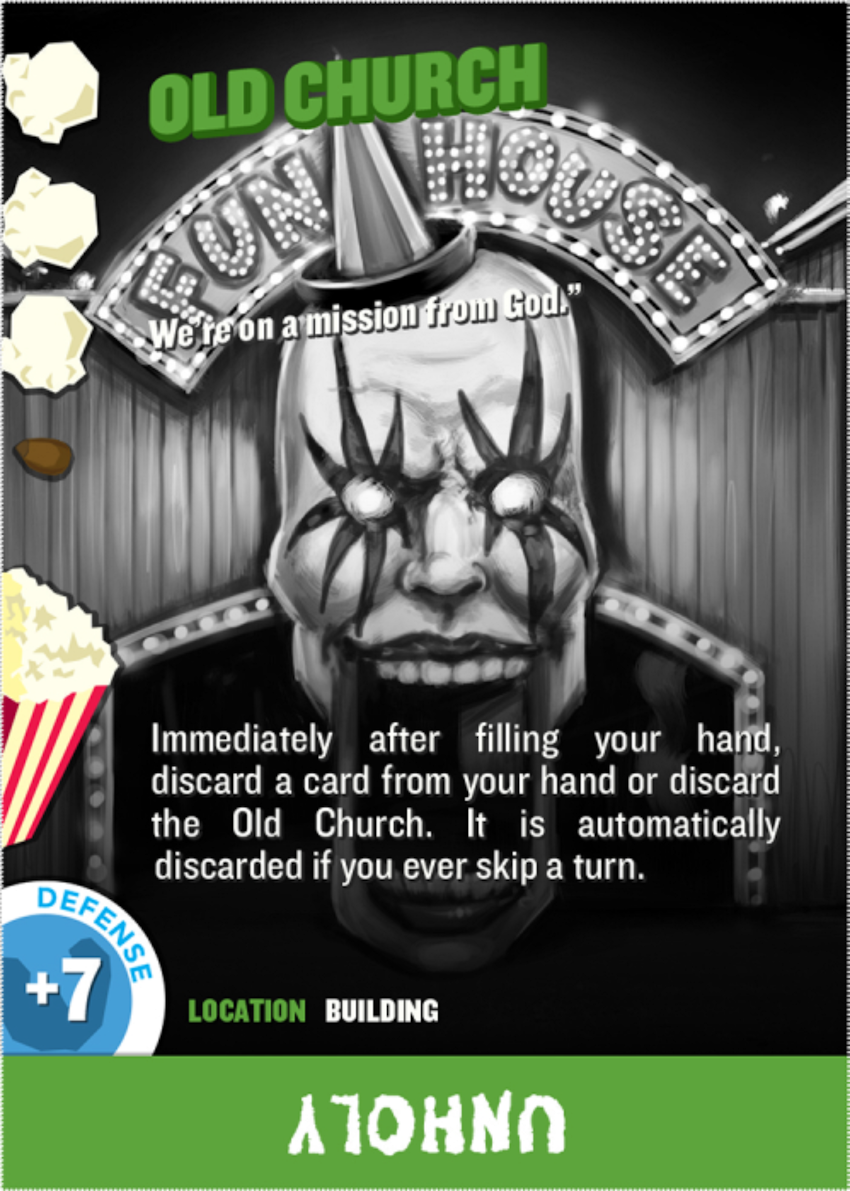 OLD CHURCH
FUN HOUSE
We're on a mission from God."
Immediately after filling your hand,
discard a card from your hand or discard
the Old Church. It is automatically
discarded if you ever skip a turn.
DEFENSE
+7
LOCATION BUILDING
UNHOLY